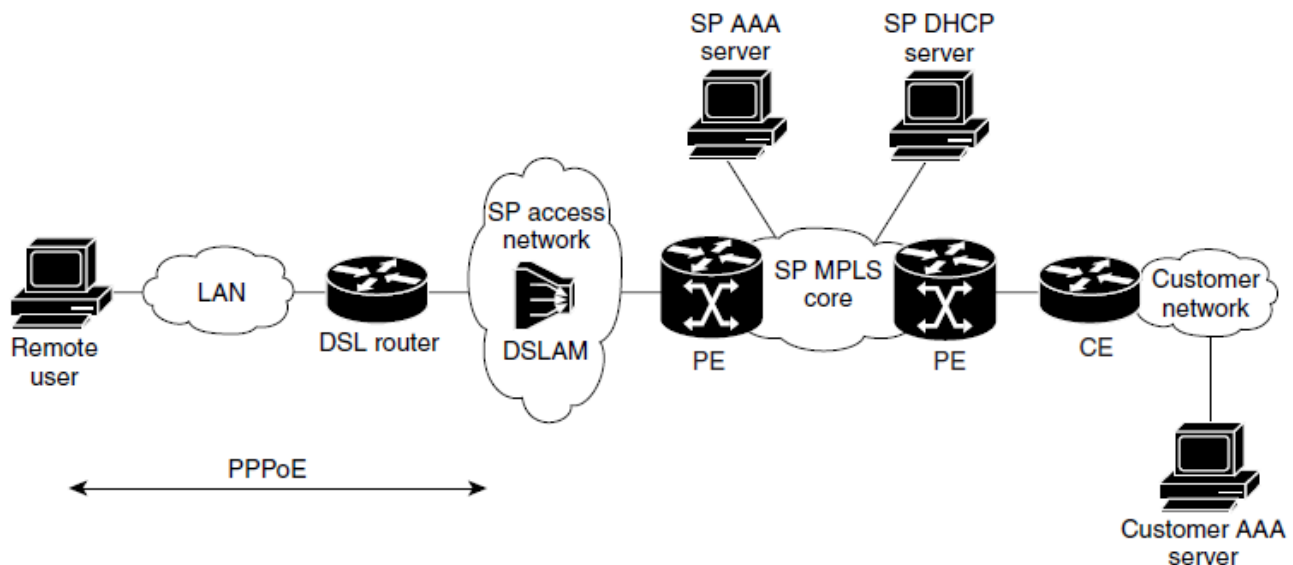 SP AAA
server
SP DHCP
server
SP access
network
DSLAM
LAN
SP MPLS
core
Customer
network
Remote
user
DSL router
PE
PE
CE
PPPoE
Customer AAA
server